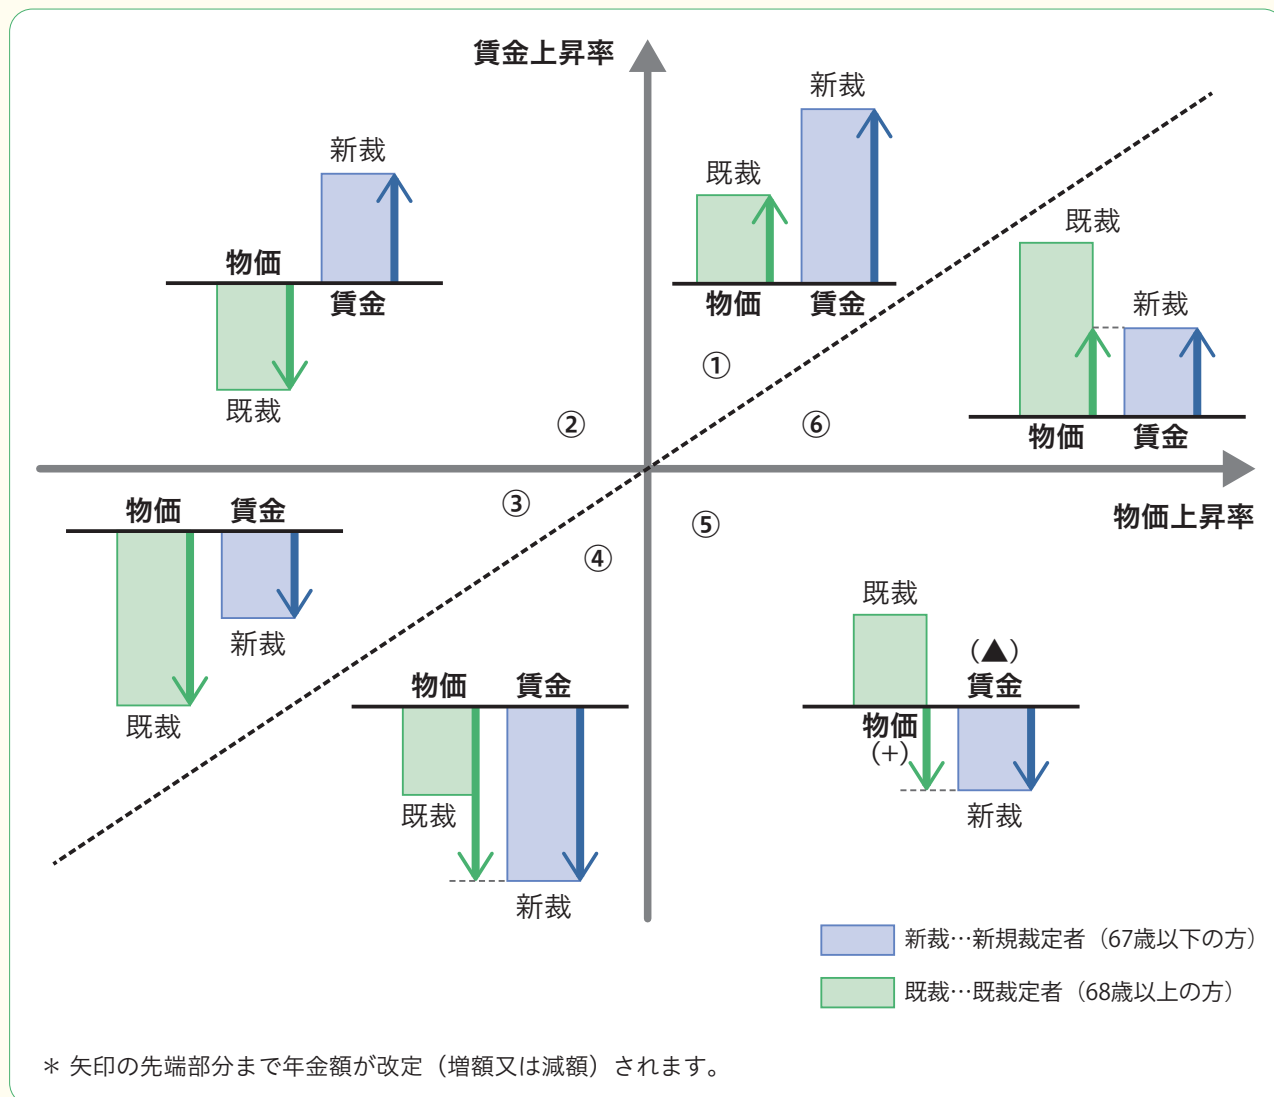 賃金上昇率
新裁
既裁
物価
賃金
①
新裁
物価
賃金
既裁
②
既裁
新裁
物価
賃金
⑥
物価上昇率
物価
賃金
新裁
既裁
③
④
物価
賃金
既裁
新裁
⑤
既裁
(▲)
賃金
物価
(+)
新裁
新裁…新規裁定者（67歳以下の方）
既裁…既裁定者（68歳以上の方）
＊ 矢印の先端部分まで年金額が改定（増額又は減額）されます。